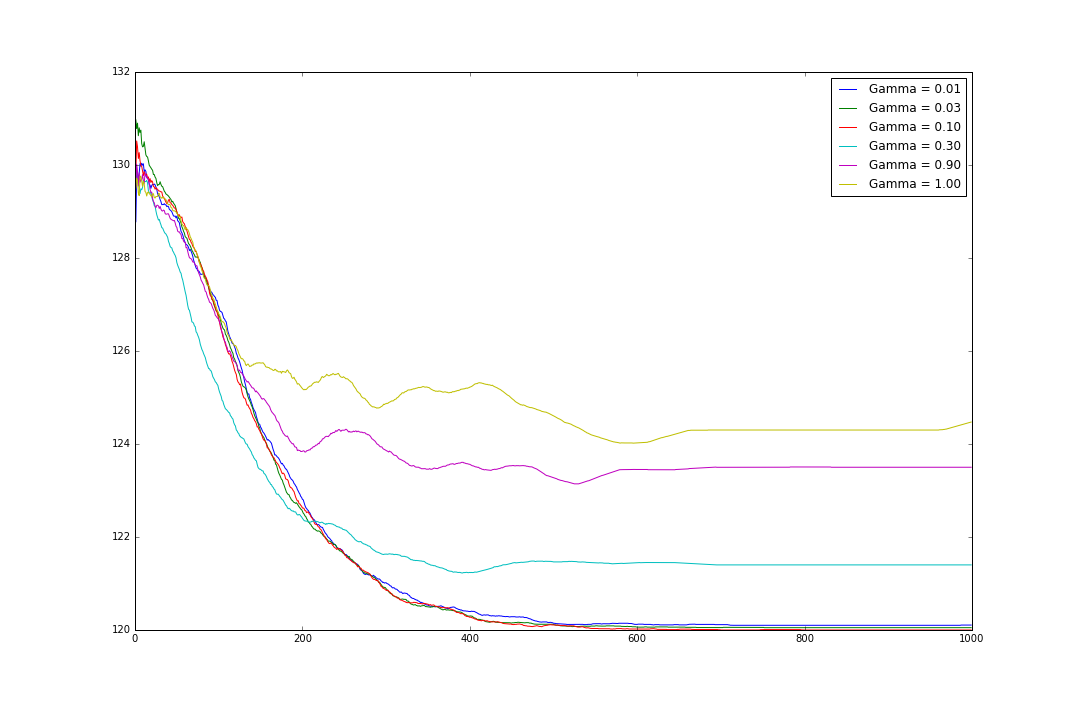 132
130
128
126
124
122
120
0
200
400
600
800
1000
Gamma = 0.01
Gamma = 0.03
Gamma = 0.10
Gamma = 0.30
Gamma = 0.90
Gamma = 1.00